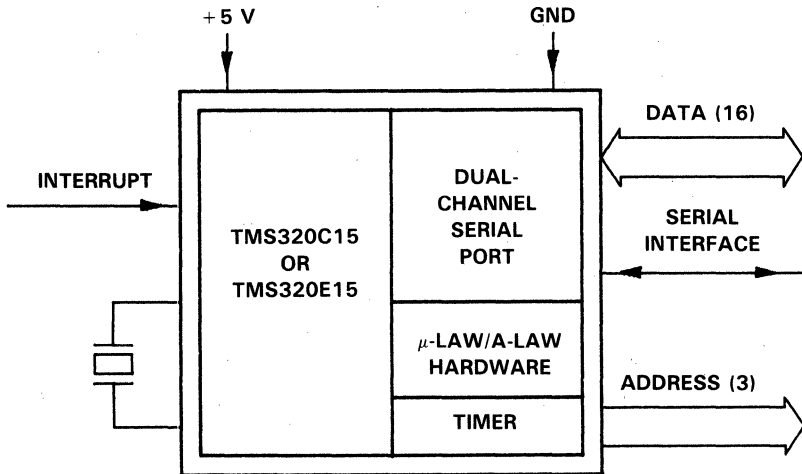 +5 V
GND
DATA (16)
INTERRUPT
DUAL-
CHANNEL
SERIAL
PORT
TMS320C15
OR
TMS320E15
SERIAL
INTERFACE
μ-LAW/A-LAW
HARDWARE
ADDRESS (3)
TIMER